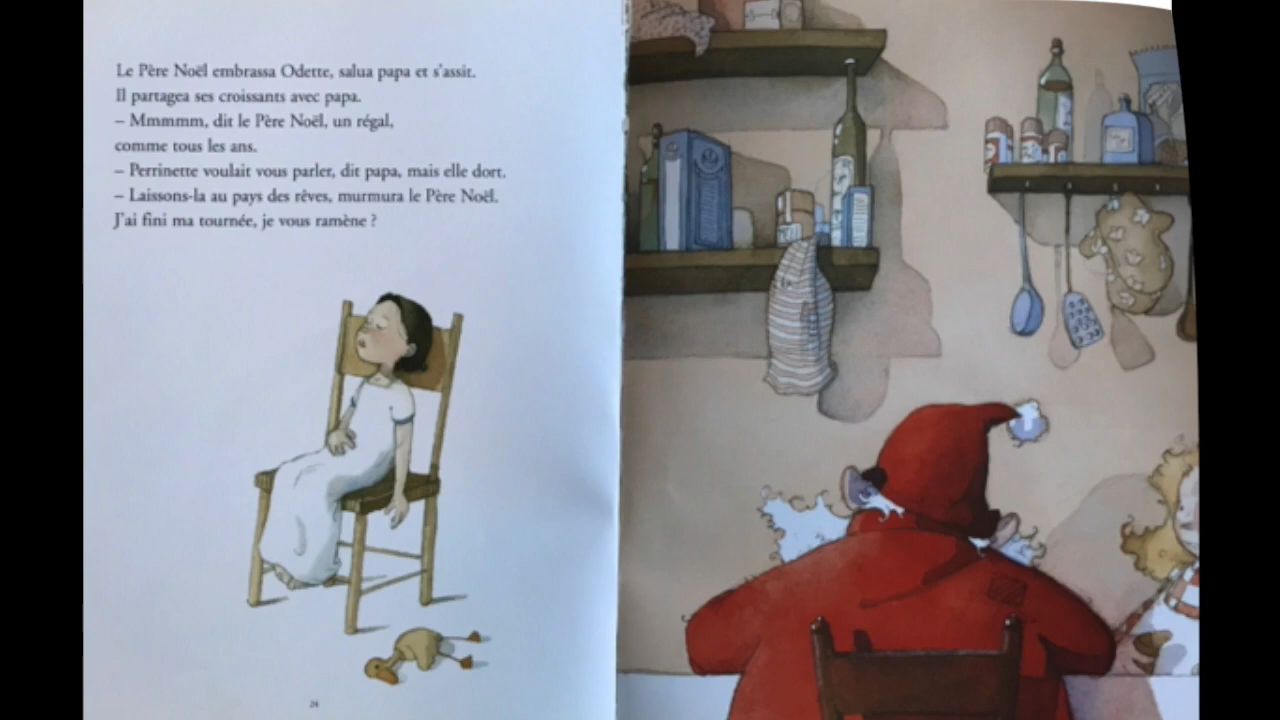 Le Père Noël embrassa Odette, salua papa et s'assit.
Il partagea ses croissants avec papa.
– Mmmmm, dit le Père Noël, un régal,
comme tous les ans.
– Perrinette voulait vous parler, dit papa, mais elle dort.
– Laissons-la au pays des rêves, murmura le Père Noël.
J'ai fini ma tournée, je vous ramène ?
24